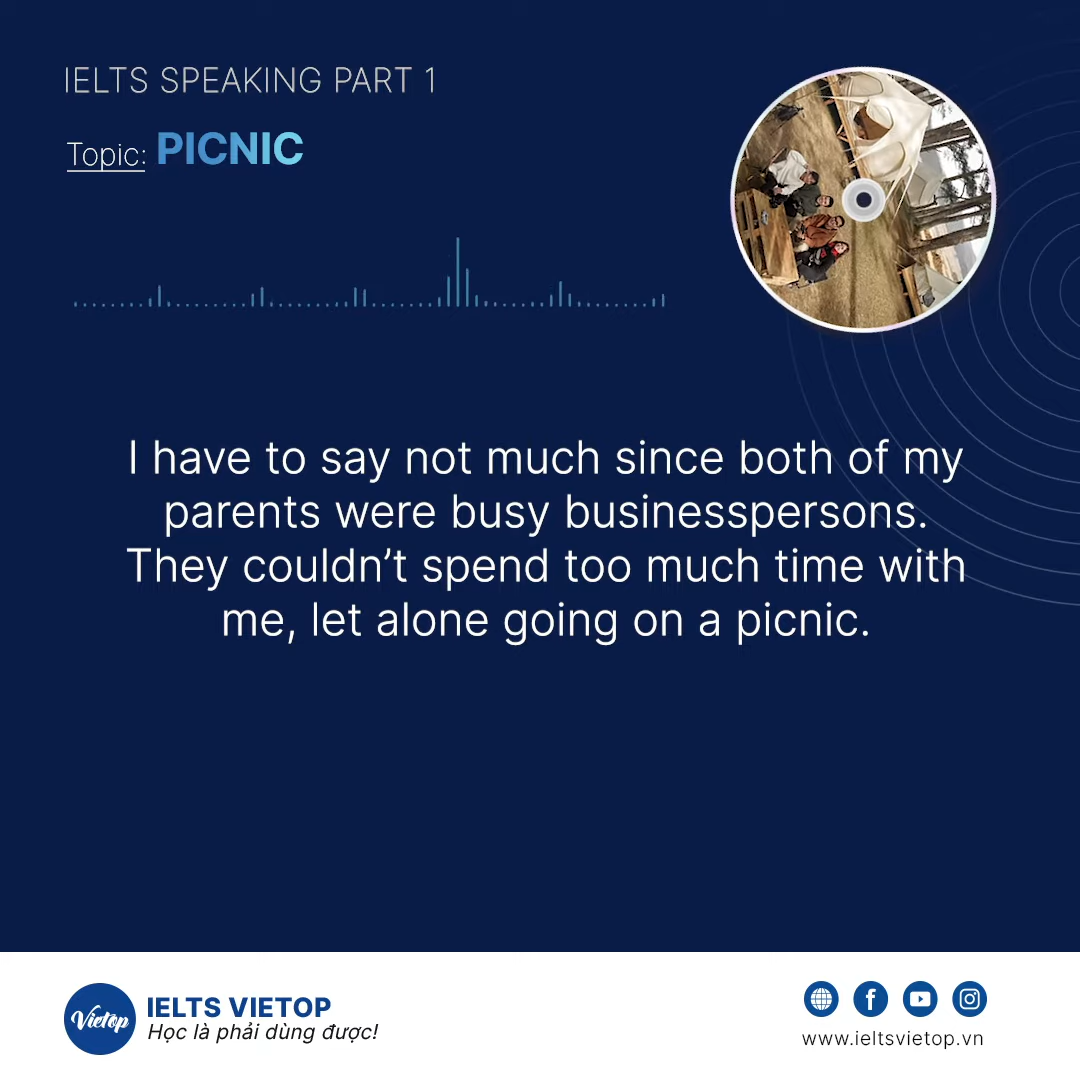 IELTS SPEAKING PART 1
Topic: PICNIC
I have to say not much since both of my
parents were busy businesspersons.
They couldn’t spend too much time with
me, let alone going on a picnic.
Vietop
IELTS VIETOP
Học là phải dùng được!
www.ieltsvietop.vn